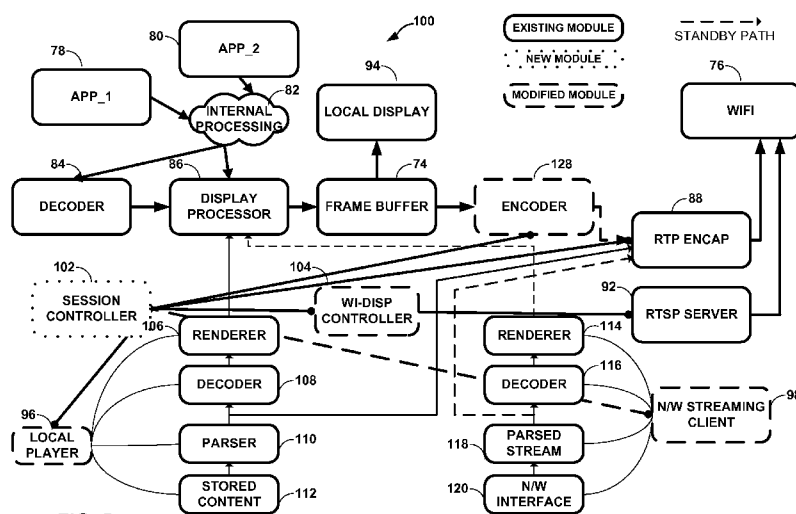 80
APP_2
100
EXISTING MODULE
NEW MODULE
MODIFIED MODULE
STANDBY PATH
78
APP_1
82
INTERNAL
PROCESSING
94
LOCAL DISPLAY
76
WIFI
84
DECODER
86
DISPLAY
PROCESSOR
74
FRAME BUFFER
128
ENCODER
88
RTP ENCAP
102
SESSION
CONTROLLER
104
WI-DISP
CONTROLLER
92
RTSP SERVER
106
RENDERER
RENDERER
114
DECODER
108
DECODER
116
96
LOCAL
PLAYER
98
N/W STREAMING
CLIENT
PARSER
110
118
PARSED
STREAM
STORED
CONTENT
112
120
N/W
INTERFACE